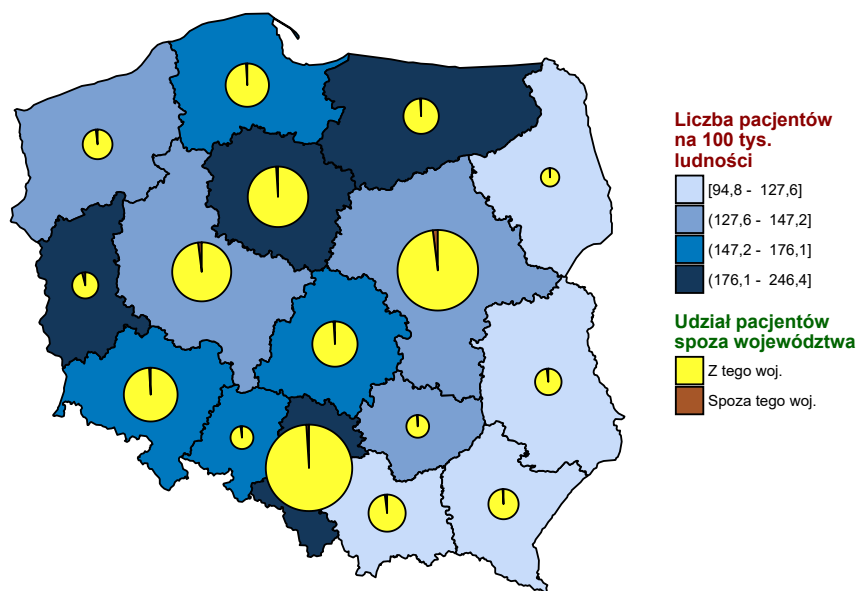 Liczba pacjentów
na 100 tys.
ludności
[94,8 - 127,6]
(127,6 - 147,2]
(147,2 - 176,1]
(176,1 - 246,4]
Udział pacjentów
spoza województwa
Z tego woj.
Spoza tego woj.